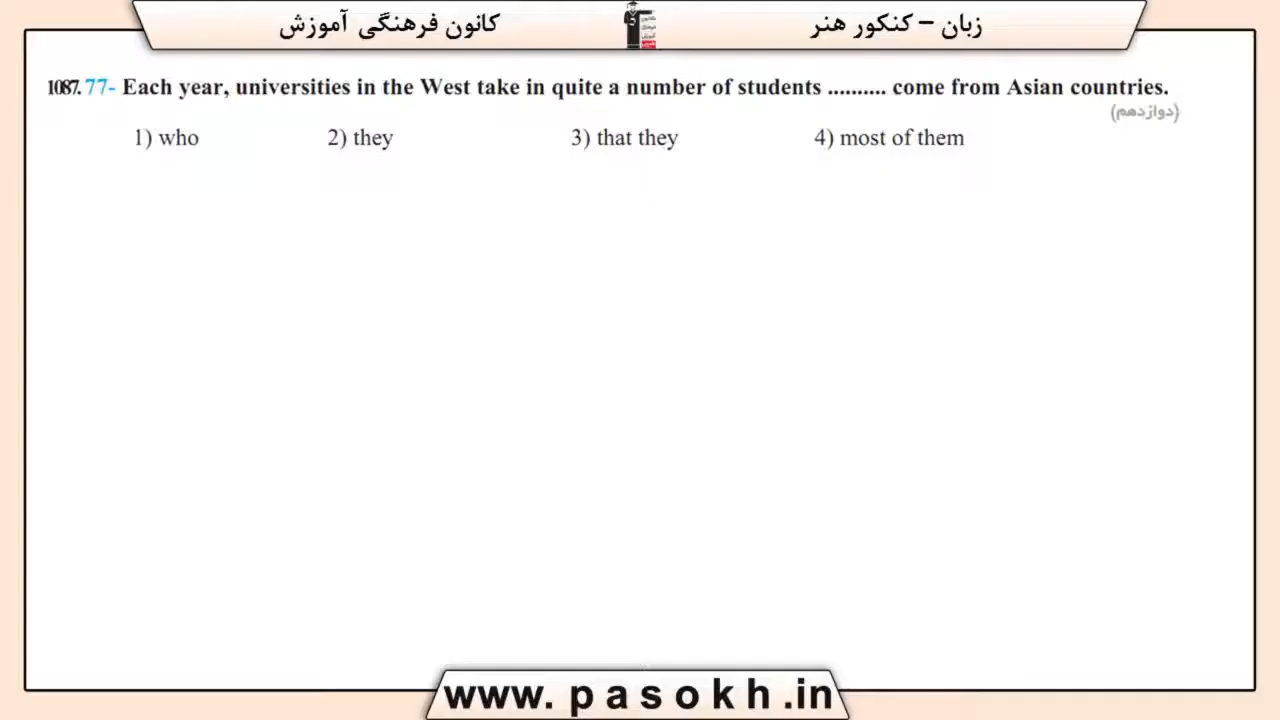 زبان – کنکور هنر
کانون فرهنگی آموزش
1087. 77- Each year, universities in the West take in quite a number of students .......... come from Asian countries.
(دوازدهم)
1) who 2) they 3) that they 4) most of them
www. p a s o k h .in